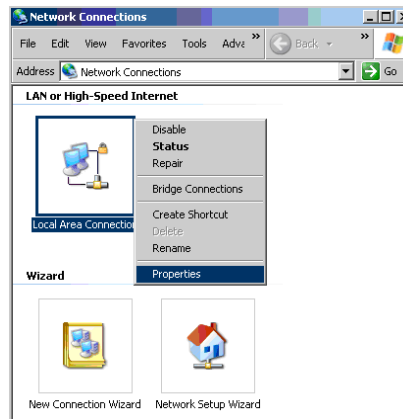 Network Connections
File Edit View Favorites Tools Adva » Back »
Address Network Connections Go
LAN or High-Speed Internet
Disable
Status
Repair
Bridge Connections
Create Shortcut
Delete
Rename
Properties
Local Area Connection
Wizard
New Connection Wizard Network Setup Wizard